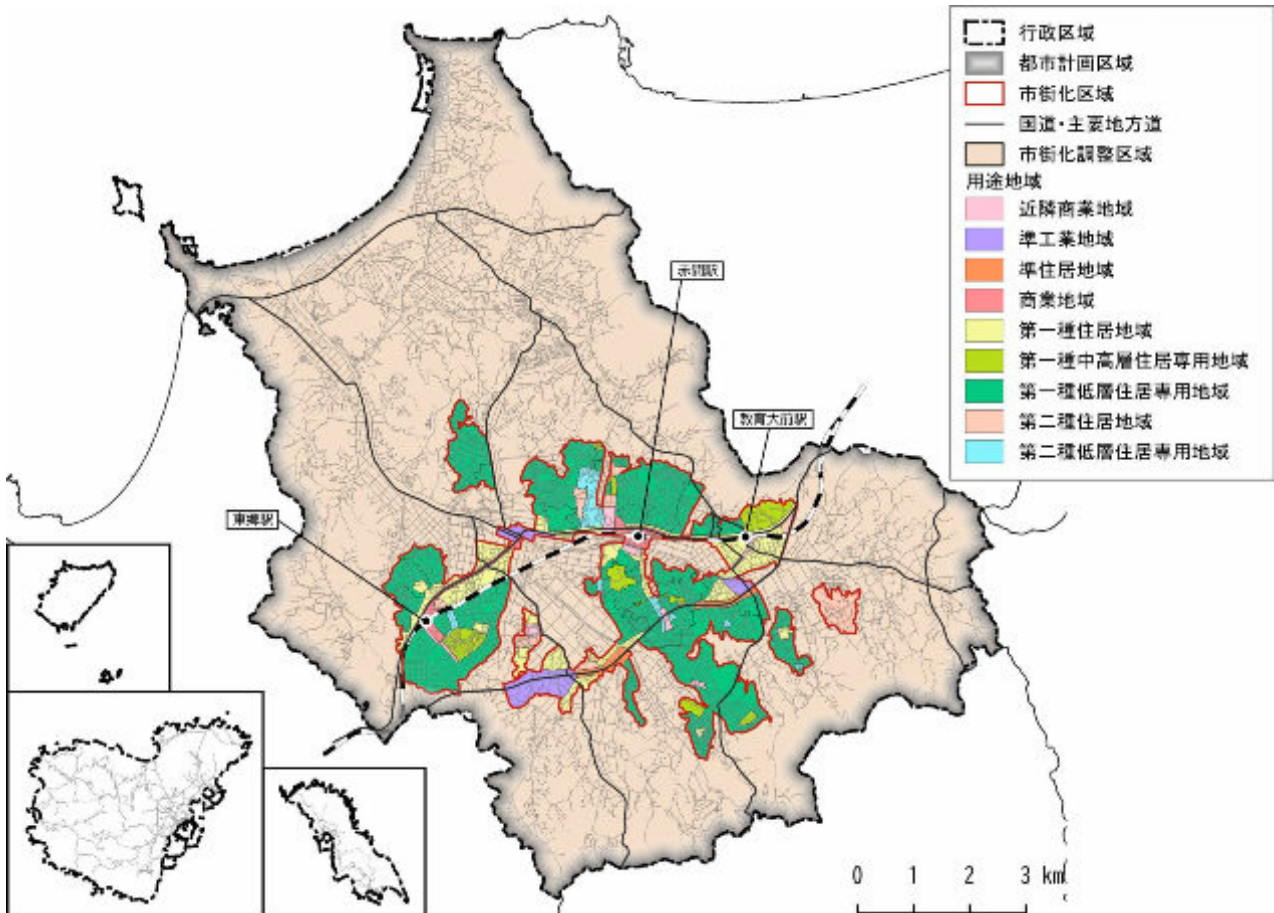 行政区域
都市計画区域
市街化区域
国道・主要地方道
市街化調整区域
用途地域
近隣商業地域
準工業地域
準住居地域
商業地域
第一種住居地域
第一種中高層住居専用地域
第一種低層住居専用地域
第二種住居地域
第二種低層住居専用地域
赤間駅
教育大前駅
東郷駅
0 1 2 3 km